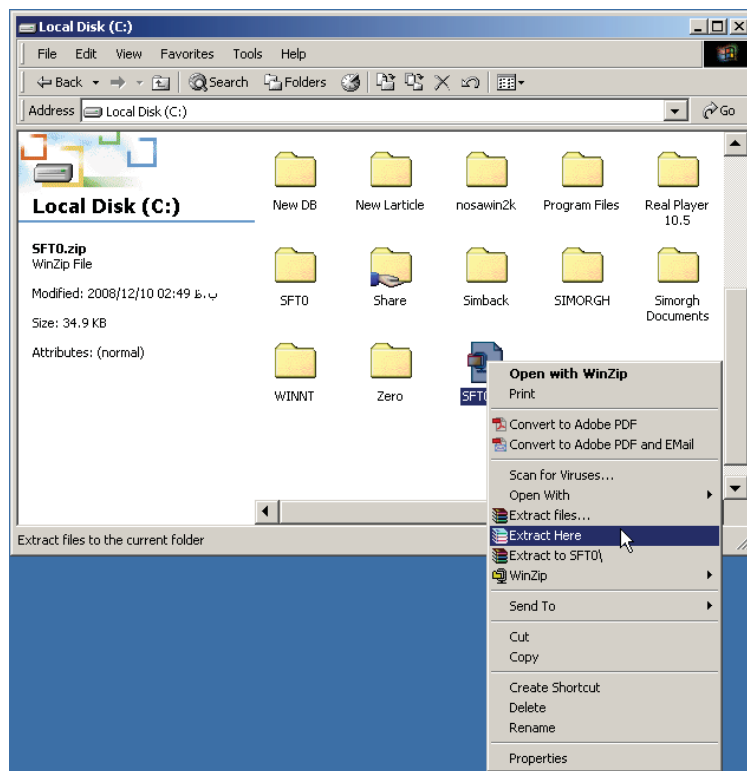 Local Disk (C:)
File Edit View Favorites Tools Help
Back Search Folders
Address Local Disk (C:) Go
Local Disk (C:)
SFT0.zip
WinZip File
Modified: 2008/12/10 02:49 ب.ظ
Size: 34.9 KB
Attributes: (normal)
New DB New Larticle nosawin2k Program Files Real Player
10.5
SFT0 Share Simback SIMORGH Simorgh
Documents
WINNT Zero
Open with WinZip
Print
Convert to Adobe PDF
Convert to Adobe PDF and EMail
Scan for Viruses...
Open With
Extract files...
Extract Here
Extract to SFT0\
WinZip
Send To
Cut
Copy
Create Shortcut
Delete
Rename
Properties
Extract files to the current folder